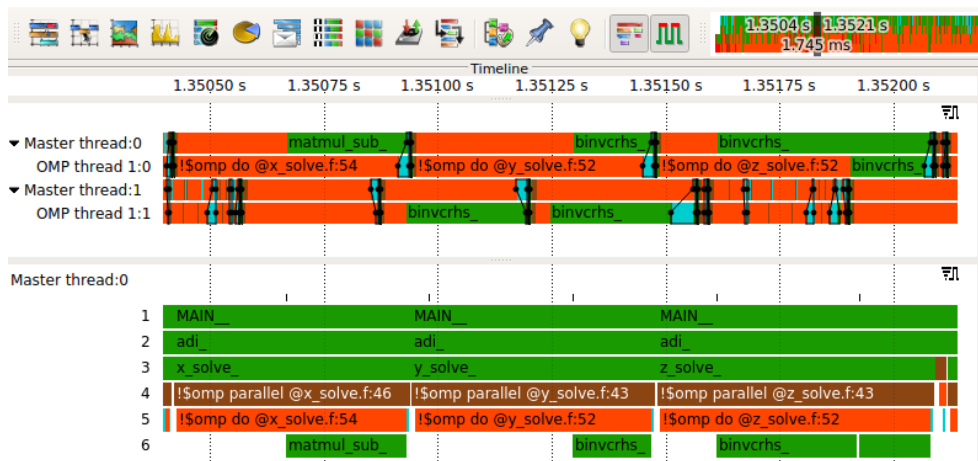 1.3504 s 1.3521 s
1.745 ms
Timeline
1.35050 s 1.35075 s 1.35100 s 1.35125 s 1.35150 s 1.35175 s 1.35200 s
Master thread:0 matmul_sub_ binvcrhs_ binvcrhs_
OMP thread 1:0 !$omp do @x_solve.f:54 !$omp do @y_solve.f:52 !$omp do @z_solve.f:52 binvcrhs_
Master thread:1
OMP thread 1:1 binvcrhs_ binvcrhs_
Master thread:0
1 MAIN__ MAIN__ MAIN__
2 adi_ adi_ adi_
3 x_solve_ y_solve_ z_solve_
4 !$omp parallel @x_solve.f:46 !$omp parallel @y_solve.f:43 !$omp parallel @z_solve.f:43
5 !$omp do @x_solve.f:54 !$omp do @y_solve.f:52 !$omp do @z_solve.f:52
6 matmul_sub_ binvcrhs_ binvcrhs_